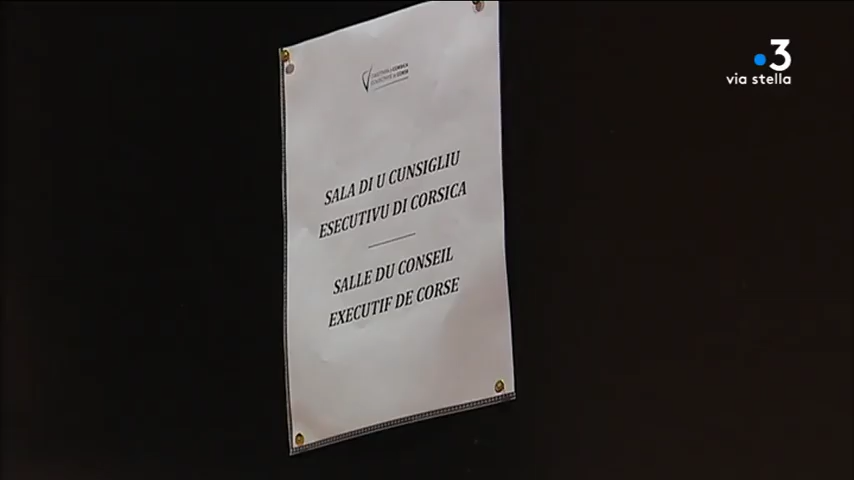 3
via stella
SALA DI U CUNSIGLIU
ESECUTIVU DI CORSICA
SALLE DU CONSEIL
EXECUTIF DE CORSE